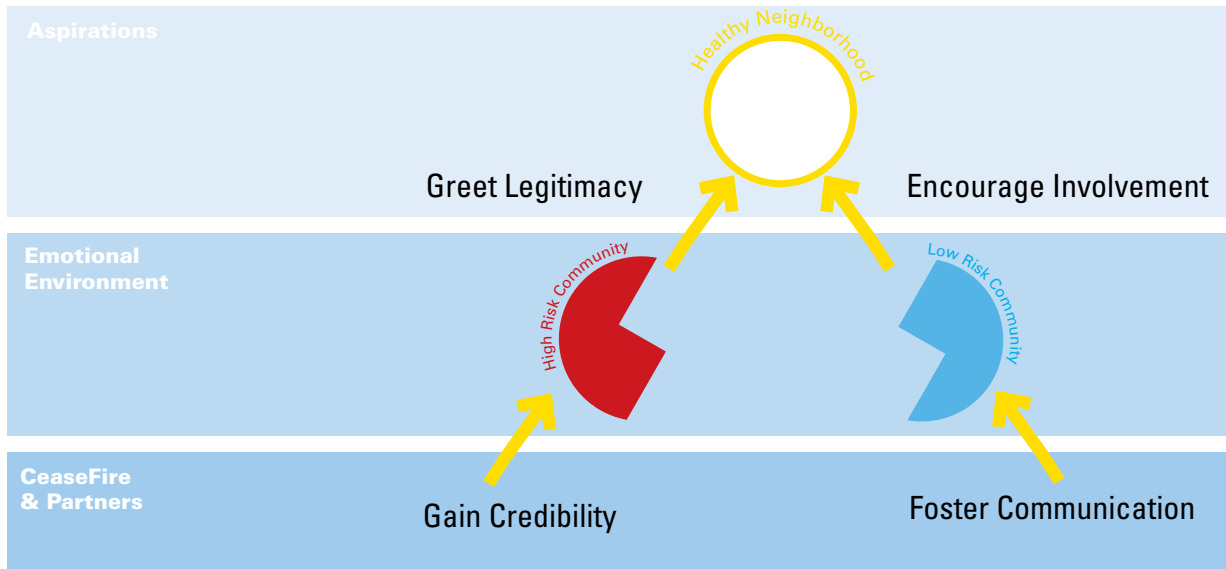 Aspirations
Healthy Neighborhood
Greet Legitimacy
Encourage Involvement
Emotional
Environment
High Risk Community
Low Risk Community
CeaseFire
& Partners
Gain Credibility
Foster Communication